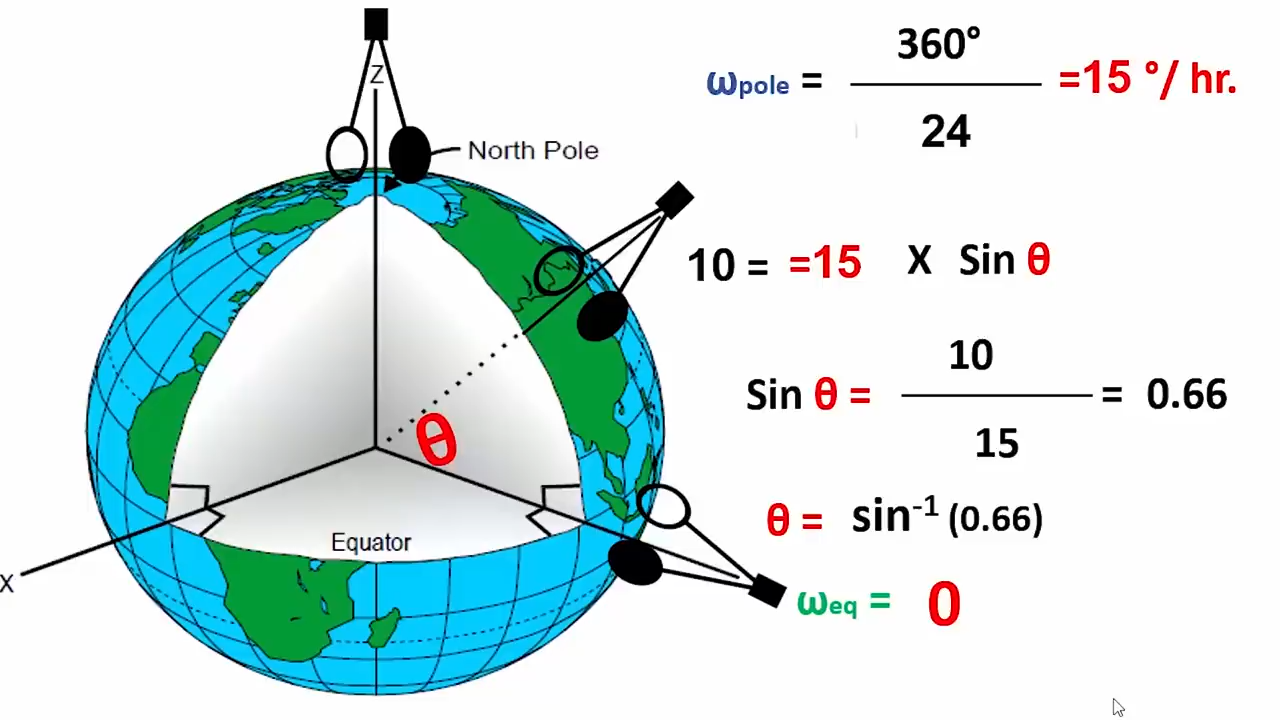 360°
ωpole = =15 °/ hr.
24
Z
North Pole
10 = =15 X Sin θ
10
Sin θ = = 0.66
15
θ
θ = sin-1 (0.66)
Equator
X
ωeq = 0